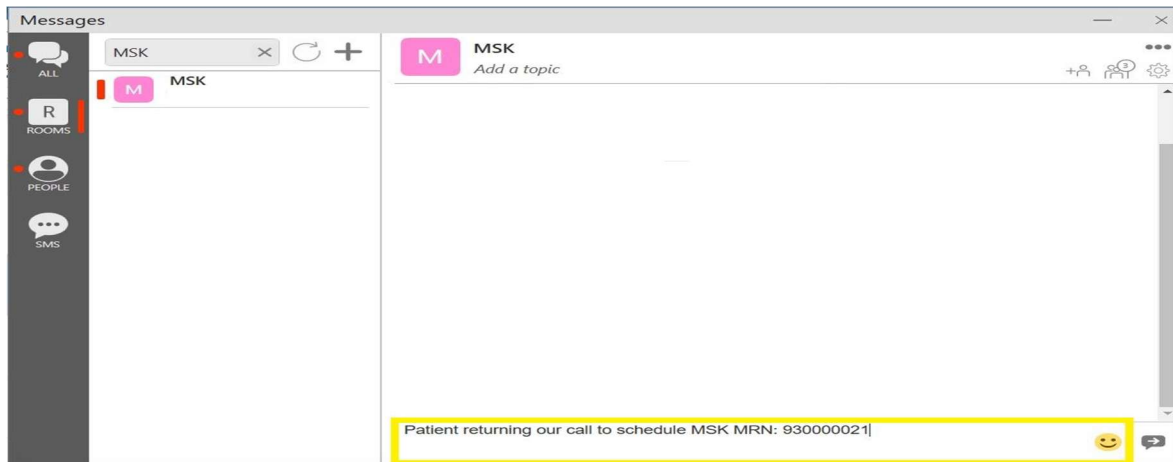 Messages
ALL
R
ROOMS
PEOPLE
SMS
MSK
M
MSK
M
MSK
Add a topic
3
Patient returning our call to schedule MSK MRN: 930000021